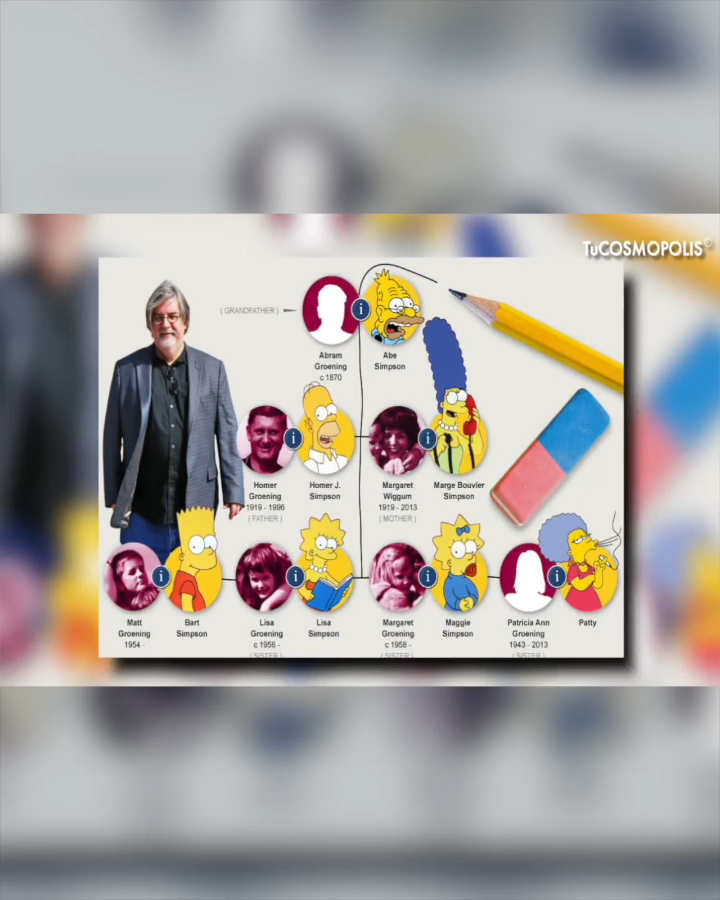 TuCOSMOPOLIS©
( GRANDFATHER )
Abram
Groening
c 1870
Abe
Simpson
Homer
Groening
1919 - 1996
( FATHER )
Homer J.
Simpson
Margaret
Wiggum
1919 - 2013
( MOTHER )
Marge Bouvier
Simpson
Matt
Groening
1954 -
Bart
Simpson
Lisa
Groening
c 1956 -
( SISTER )
Lisa
Simpson
Margaret
Groening
c 1958 -
( SISTER )
Maggie
Simpson
Patricia Ann
Groening
1943 - 2013
( SISTER )
Patty